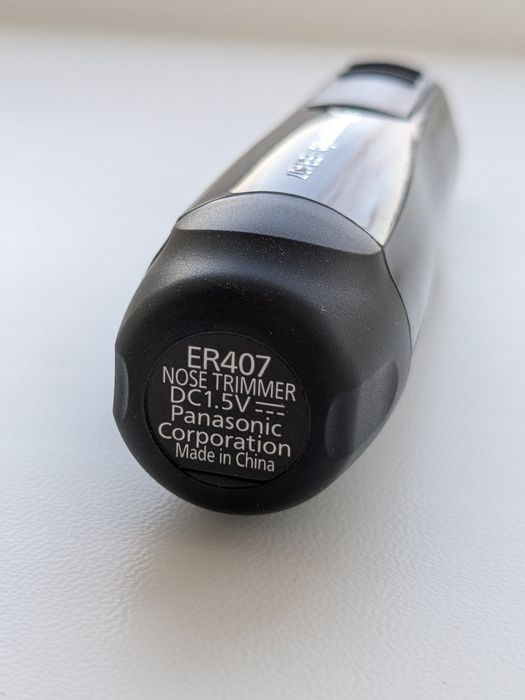 ER407
NOSE TRIMMER
DC1.5V ⎓
Panasonic
Corporation
Made in China